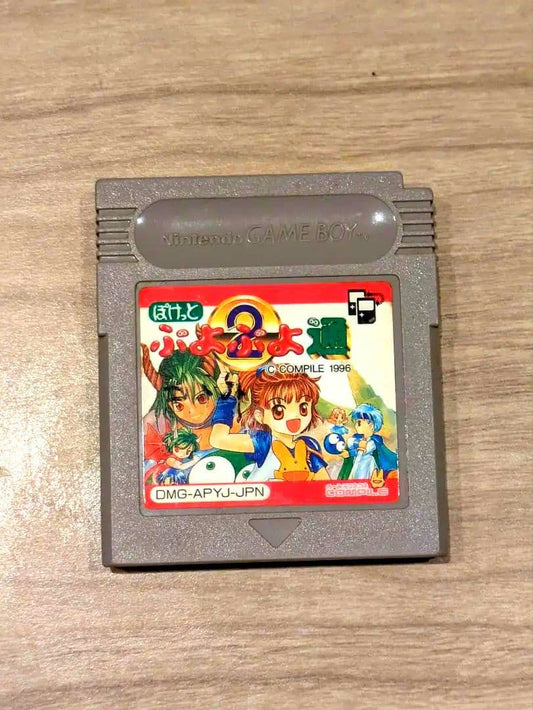 Nintendo GAME BOY TM
ぽけっと
ぷよぷよ2通
© COMPILE 1996
DMG-APYJ-JPN
COMPILE